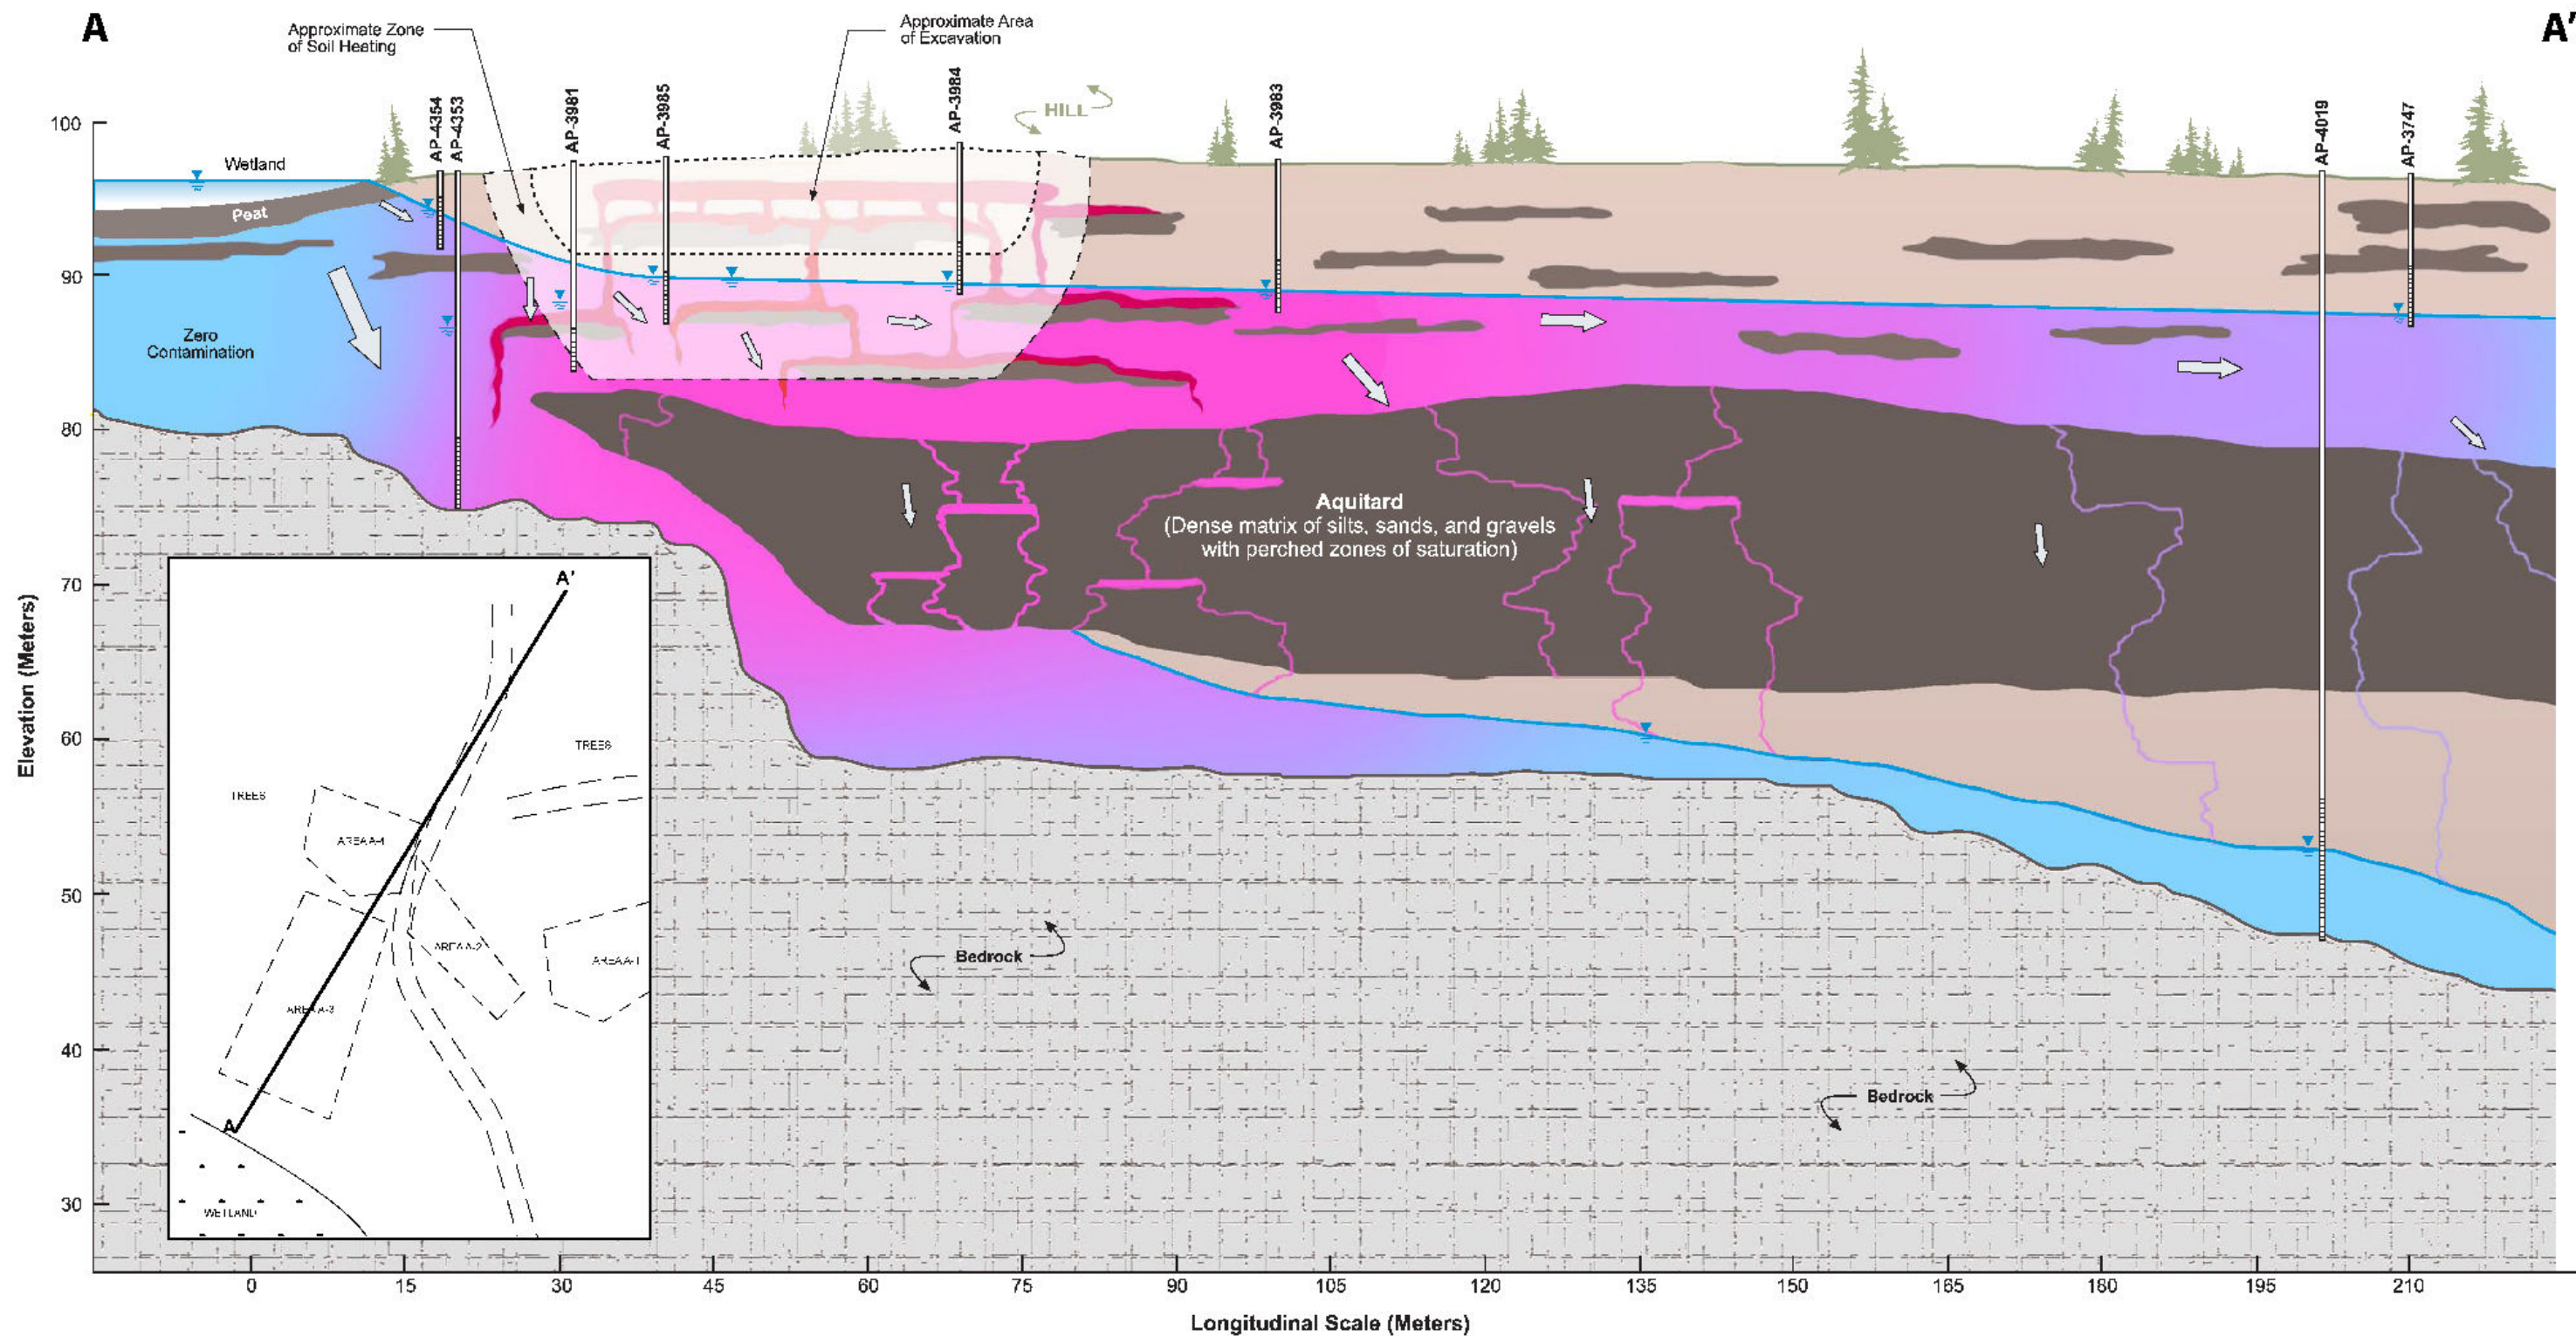 A
A'
Approximate Zone
of Soil Heating
Approximate Area
of Excavation
AP-4354
AP-4353
AP-3981
AP-3985
AP-3984
AP-3983
AP-4019
AP-3747
HILL
Wetland
Peat
Zero
Contamination
Aquitard
(Dense matrix of silts, sands, and gravels
with perched zones of saturation)
Bedrock
Bedrock
Elevation (Meters)
100
90
80
70
60
50
40
30
A'
TREES
TREES
AREA A-4
AREA A-2
AREA A-1
AREA A-3
A
WETLAND
0
15
30
45
60
75
90
105
120
135
150
165
180
195
210
Longitudinal Scale (Meters)